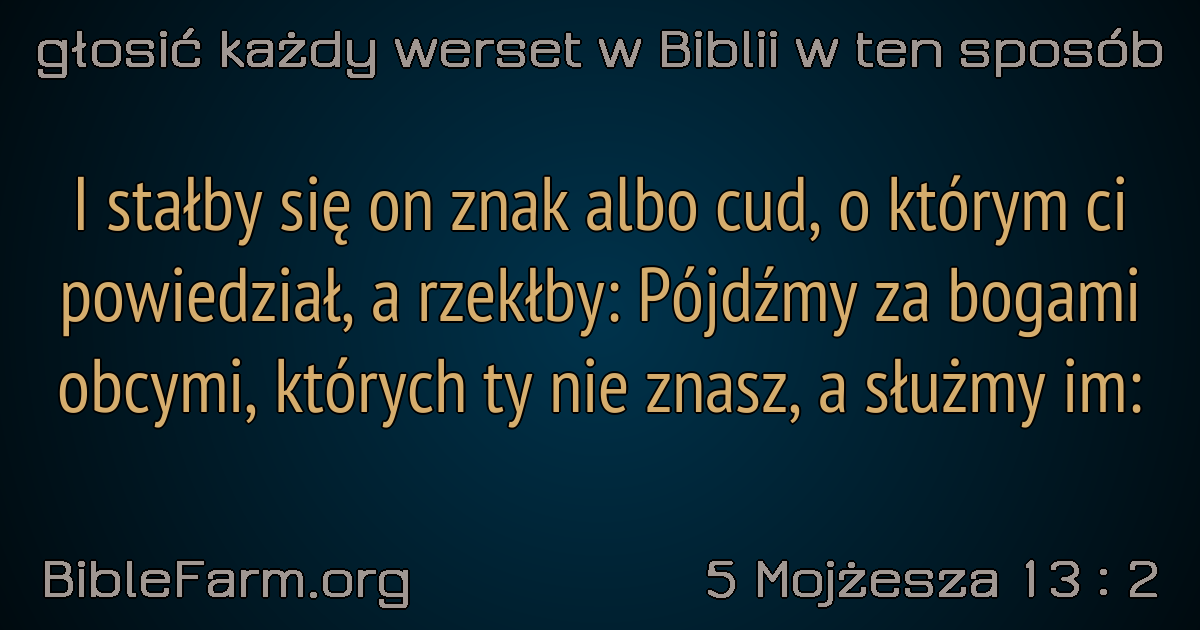 głosić każdy werset w Biblii w ten sposób
I stałby się on znak albo cud, o którym ci
powiedział, a rzekłby: Pójdźmy za bogami
obcymi, których ty nie znasz, a służmy im:
BibleFarm.org
5 Mojżesza 13 : 2